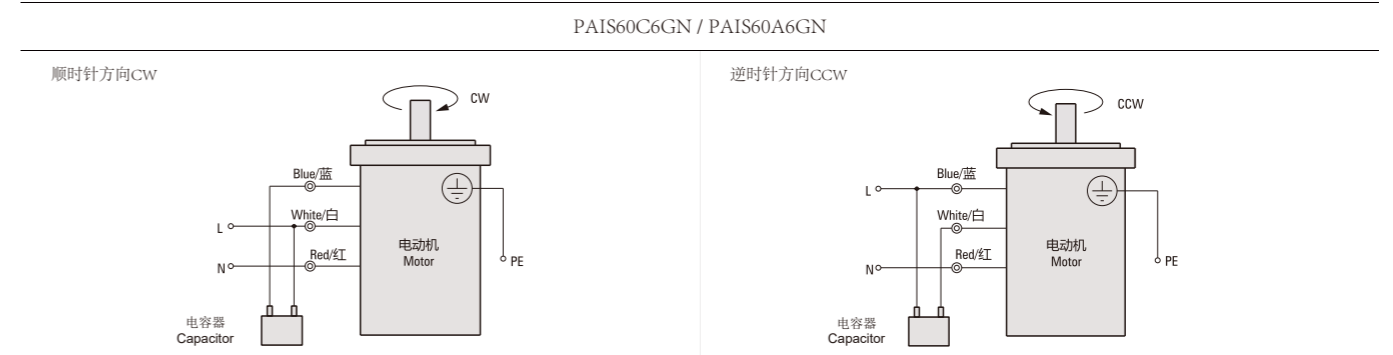 PAIS60C6GN / PAIS60A6GN
顺时针方向CW
CW
Blue/蓝
White/白
L
Red/红
N
电动机
Motor
PE
电容器
Capacitor
逆时针方向CCW
CCW
Blue/蓝
L
White/白
Red/红
N
电动机
Motor
PE
电容器
Capacitor